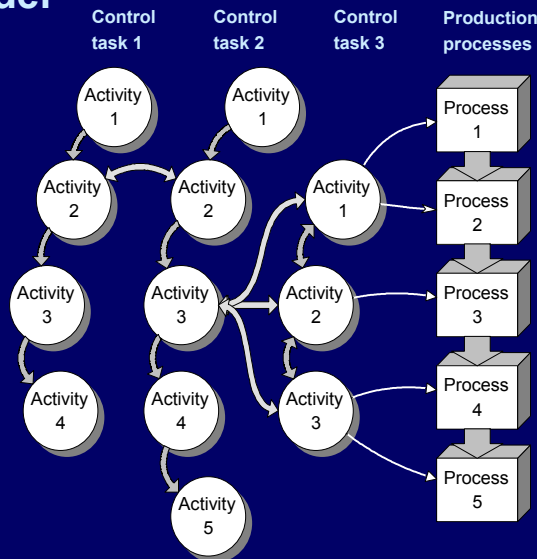 Control
task 1
Control
task 2
Control
task 3
Production
processes
Activity
1
Activity
2
Activity
3
Activity
4
Activity
1
Activity
2
Activity
3
Activity
4
Activity
5
Activity
1
Activity
2
Activity
3
Process
1
Process
2
Process
3
Process
4
Process
5